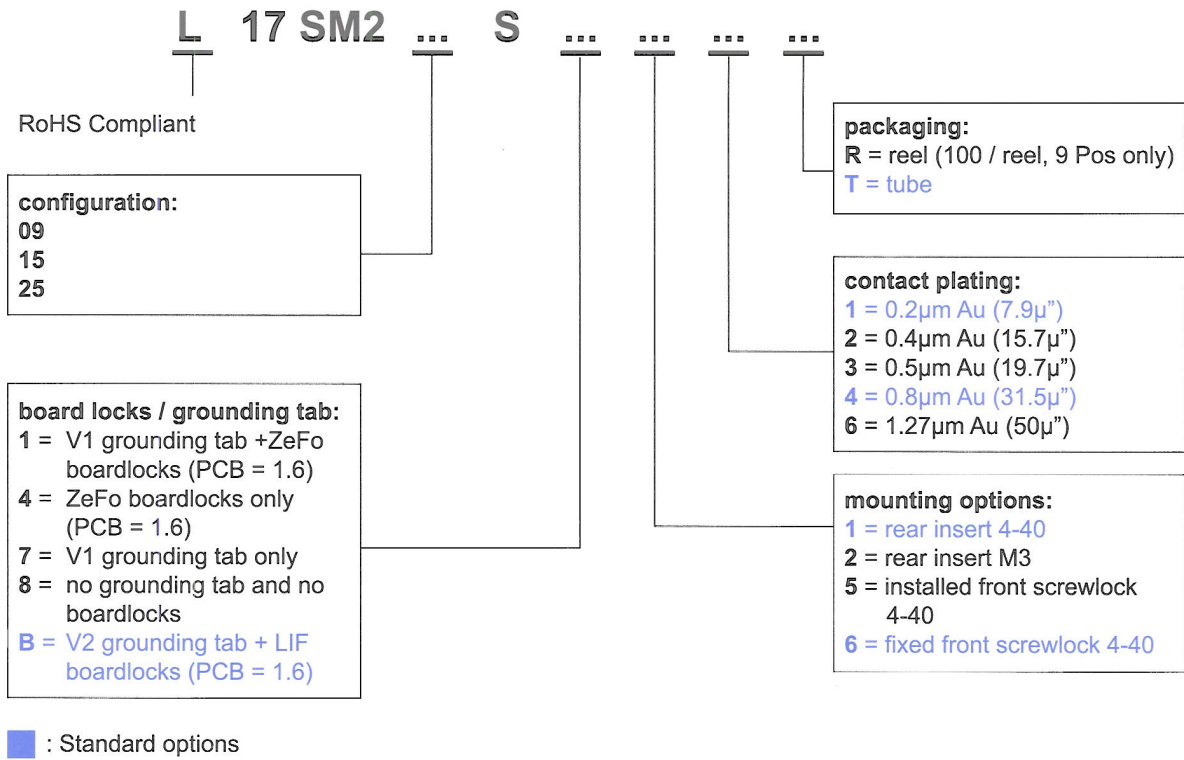 L 17 SM2 ... S ... ... ... ...
RoHS Compliant
configuration:
09
15
25
board locks / grounding tab:
1 = V1 grounding tab +ZeFo
boardlocks (PCB = 1.6)
4 = ZeFo boardlocks only
(PCB = 1.6)
7 = V1 grounding tab only
8 = no grounding tab and no
boardlocks
B = V2 grounding tab + LIF
boardlocks (PCB = 1.6)
packaging:
R = reel (100 / reel, 9 Pos only)
T = tube
contact plating:
1 = 0.2µm Au (7.9µ”)
2 = 0.4µm Au (15.7µ”)
3 = 0.5µm Au (19.7µ”)
4 = 0.8µm Au (31.5µ”)
6 = 1.27µm Au (50µ”)
mounting options:
1 = rear insert 4-40
2 = rear insert M3
5 = installed front screwlock
4-40
6 = fixed front screwlock 4-40
: Standard options